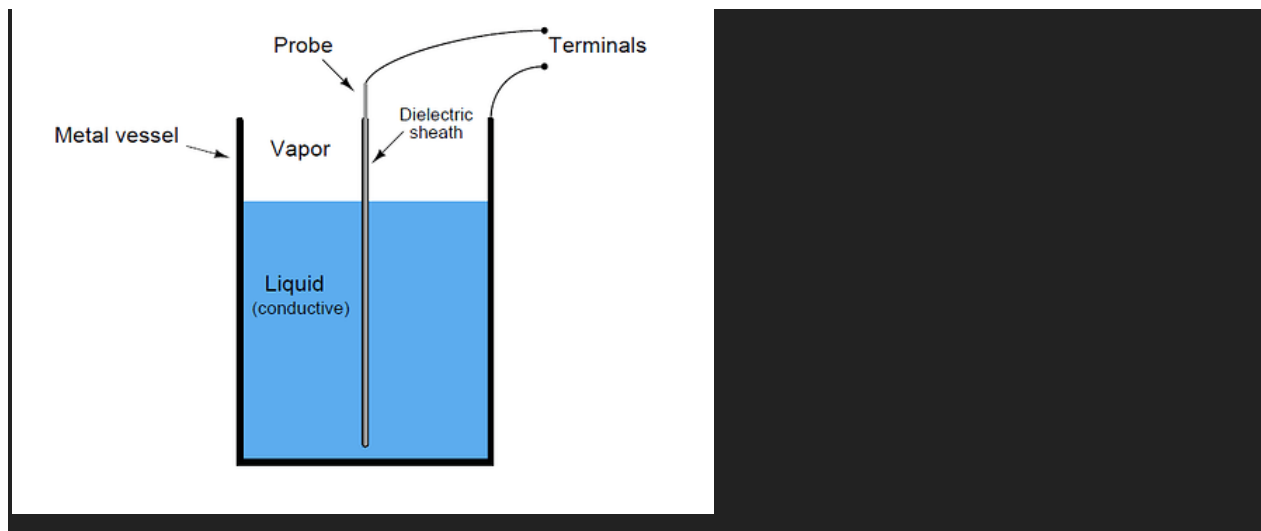 Probe
Terminals
Dielectric
sheath
Metal vessel
Vapor
Liquid
(conductive)